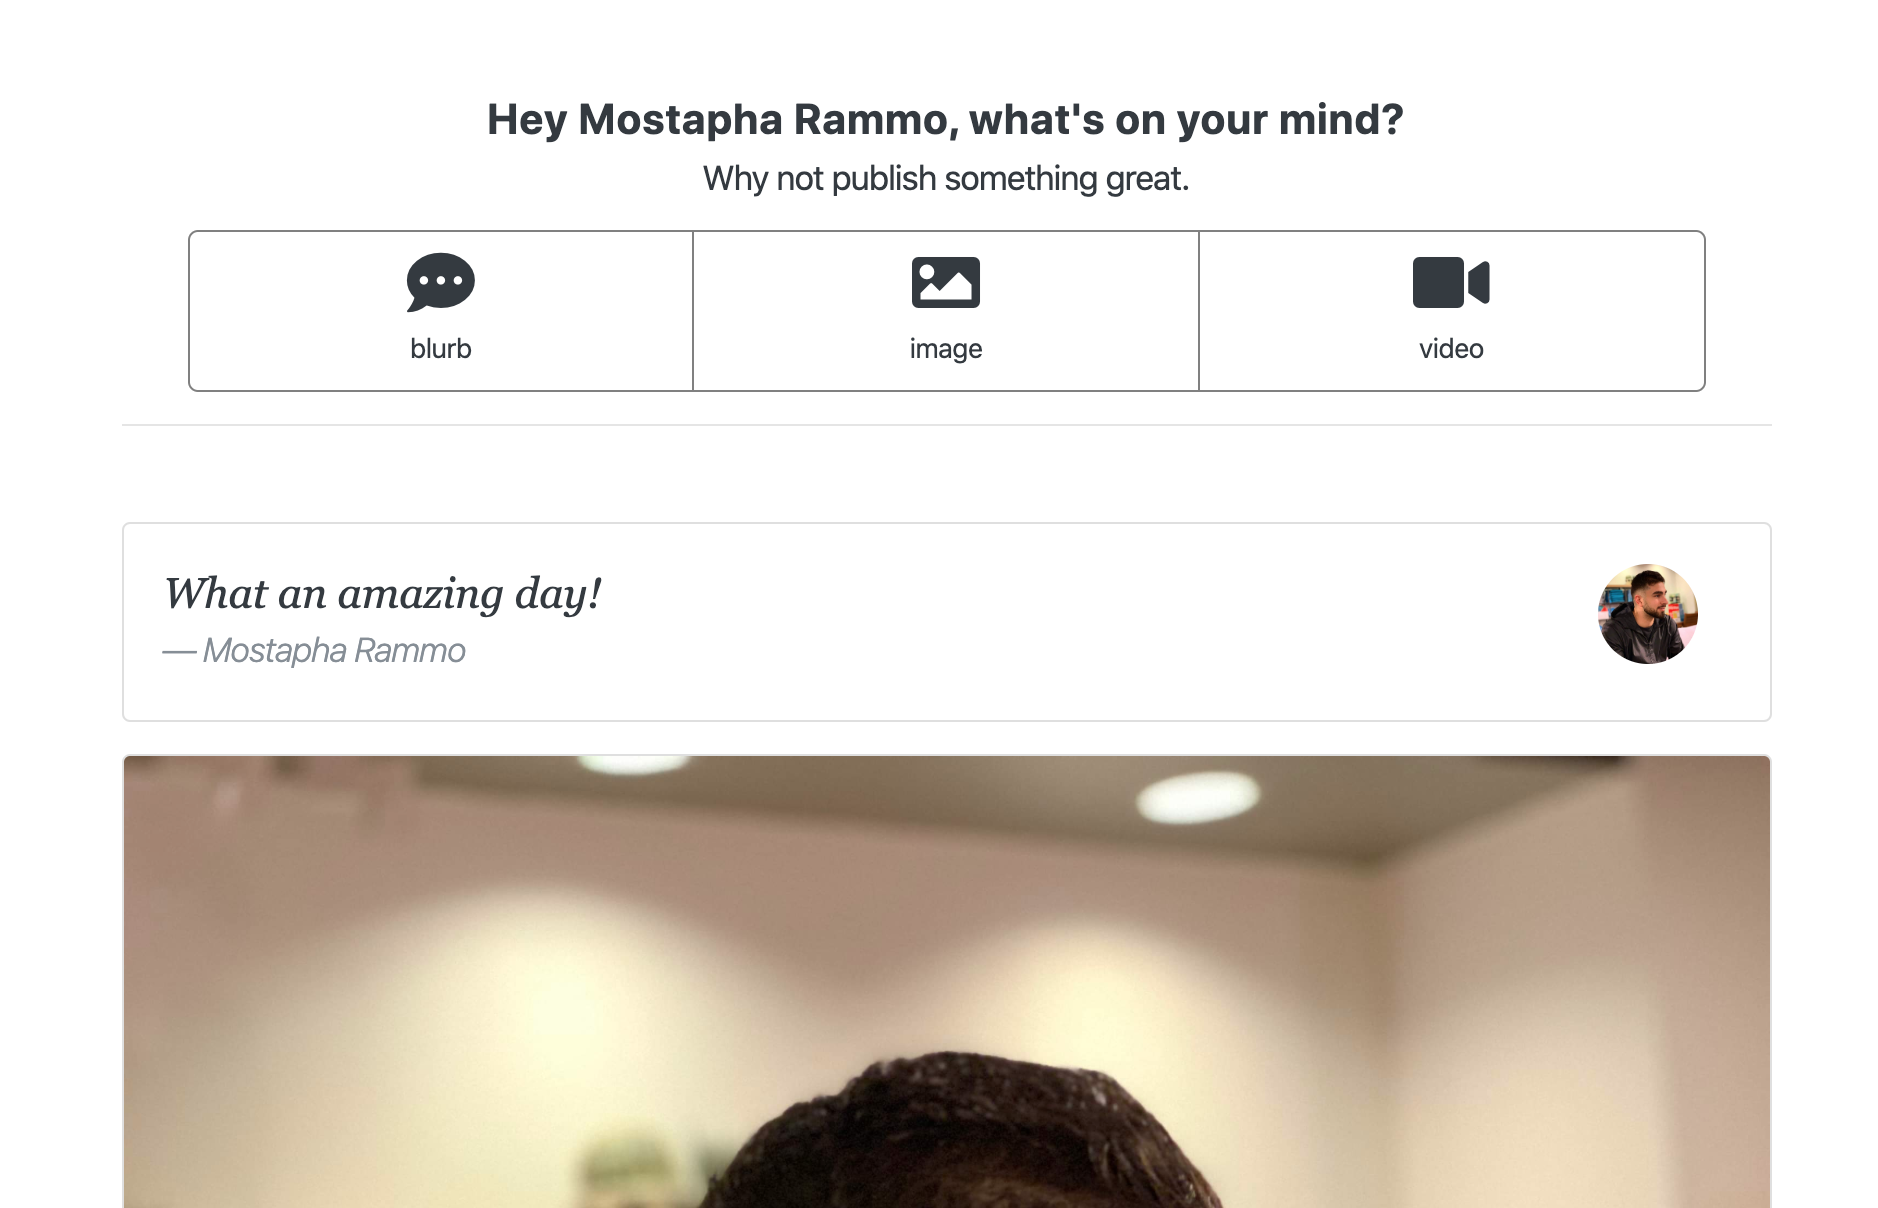 Hey Mostapha Rammo, what's on your mind?
Why not publish something great.
blurb
image
video
What an amazing day!
— Mostapha Rammo